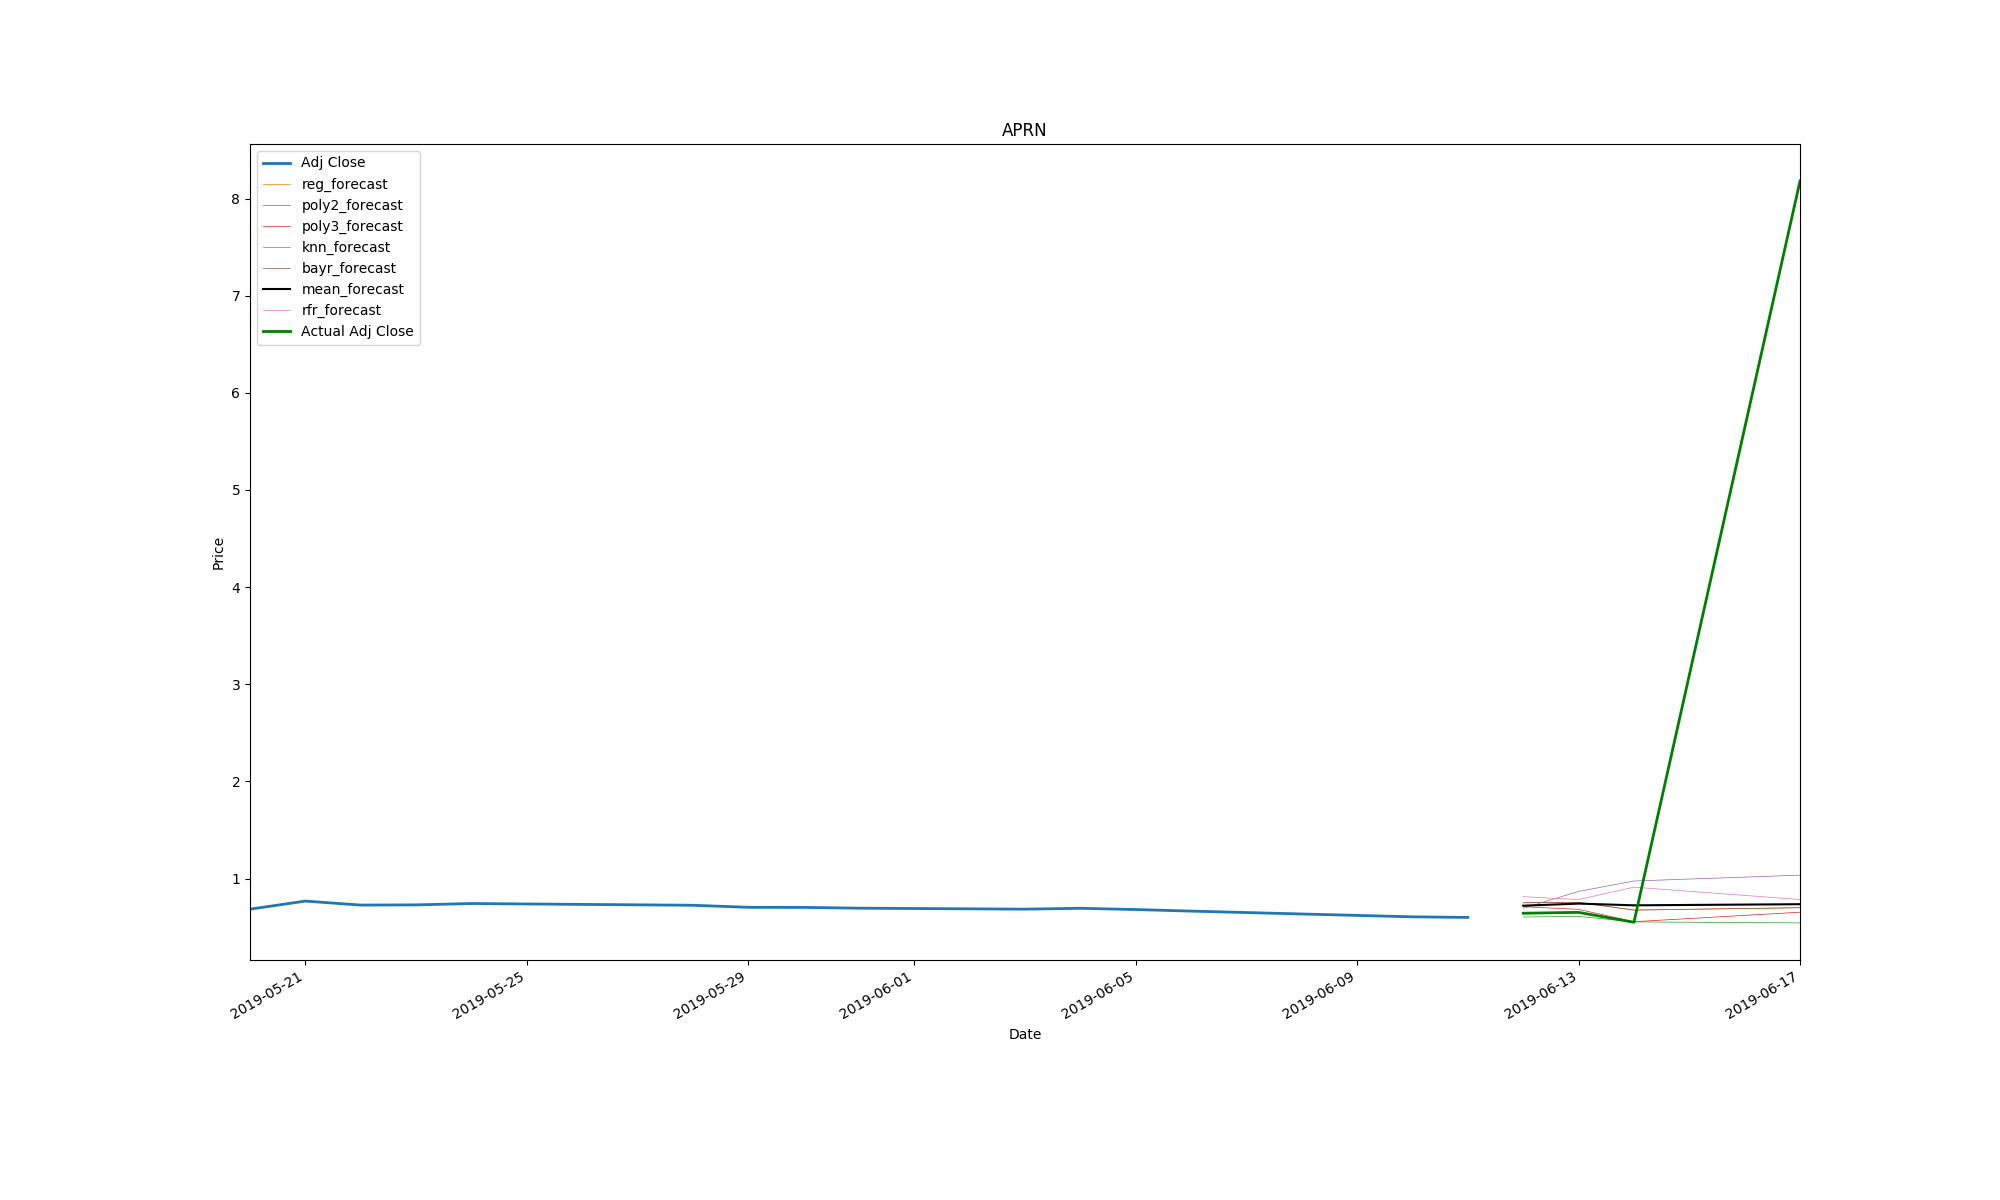 APRN
Adj Close
reg_forecast
poly2_forecast
poly3_forecast
knn_forecast
bayr_forecast
mean_forecast
rfr_forecast
Actual Adj Close
8
7
6
5
4
3
2
1
Price
2019-05-21
2019-05-25
2019-05-29
2019-06-01
2019-06-05
2019-06-09
2019-06-13
2019-06-17
Date